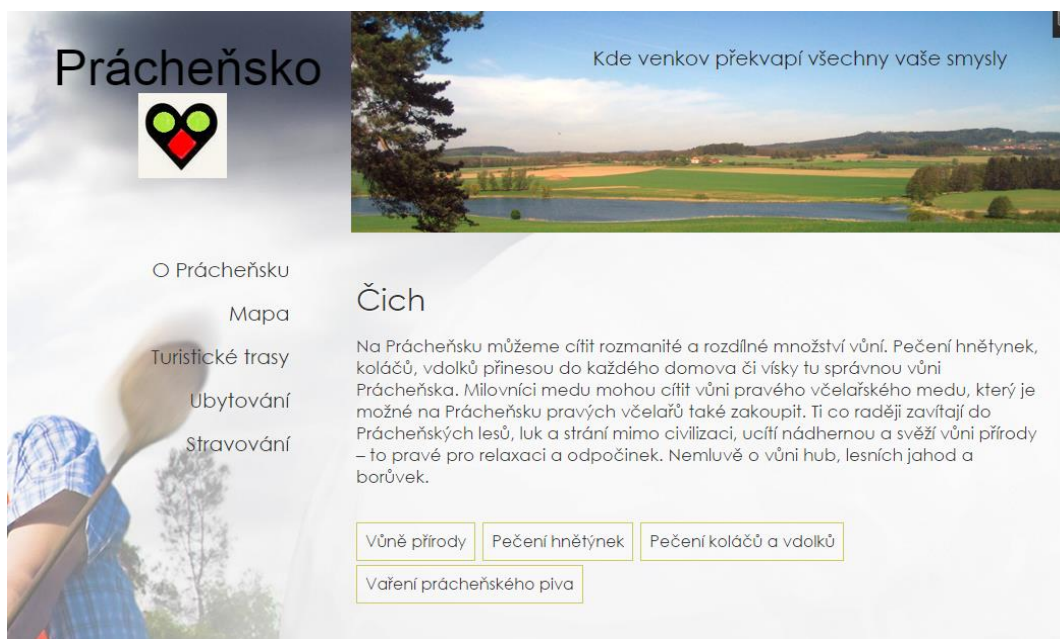 Prácheňsko
Kde venkov překvapí všechny vaše smysly
O Prácheňsku
Mapa
Turistické trasy
Ubytování
Stravování
Čich
Na Prácheňsku můžeme cítit rozmanité a rozdílné množství vůní. Pečení hnětynek,
koláčů, vdolků přinesou do každého domova či vísky tu správnou vůni
Prácheňska. Milovníci medu mohou cítit vůni pravého včelařského medu, který je
možné na Prácheňsku pravých včelařů také zakoupit. Ti co raději zavítají do
Prácheňských lesů, luk a strání mimo civilizaci, ucítí nádhernou a svěží vůni přírody
– to pravé pro relaxaci a odpočinek. Nemluvě o vůni hub, lesních jahod a
borůvek.
Vůně přírody
Pečení hnětýnek
Pečení koláčů a vdolků
Vaření prácheňského piva